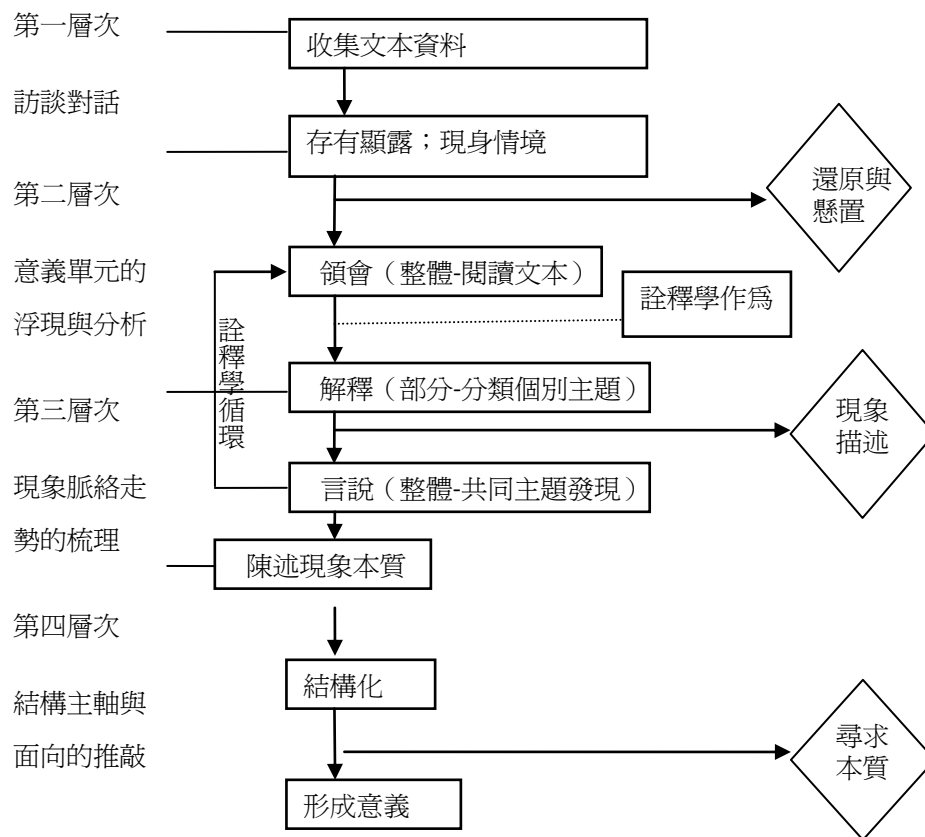 第一層次
收集文本資料
訪談對話
存有顯露；現身情境
第二層次
還原與
懸置
意義單元的
領會（整體-閱讀文本）
詮釋學作為
浮現與分析
詮釋學循環
解釋（部分-分類個別主題）
第三層次
現象
描述
現象脈絡走
言說（整體-共同主題發現）
勢的梳理
陳述現象本質
第四層次
結構化
結構主軸與
面向的推敲
尋求
本質
形成意義